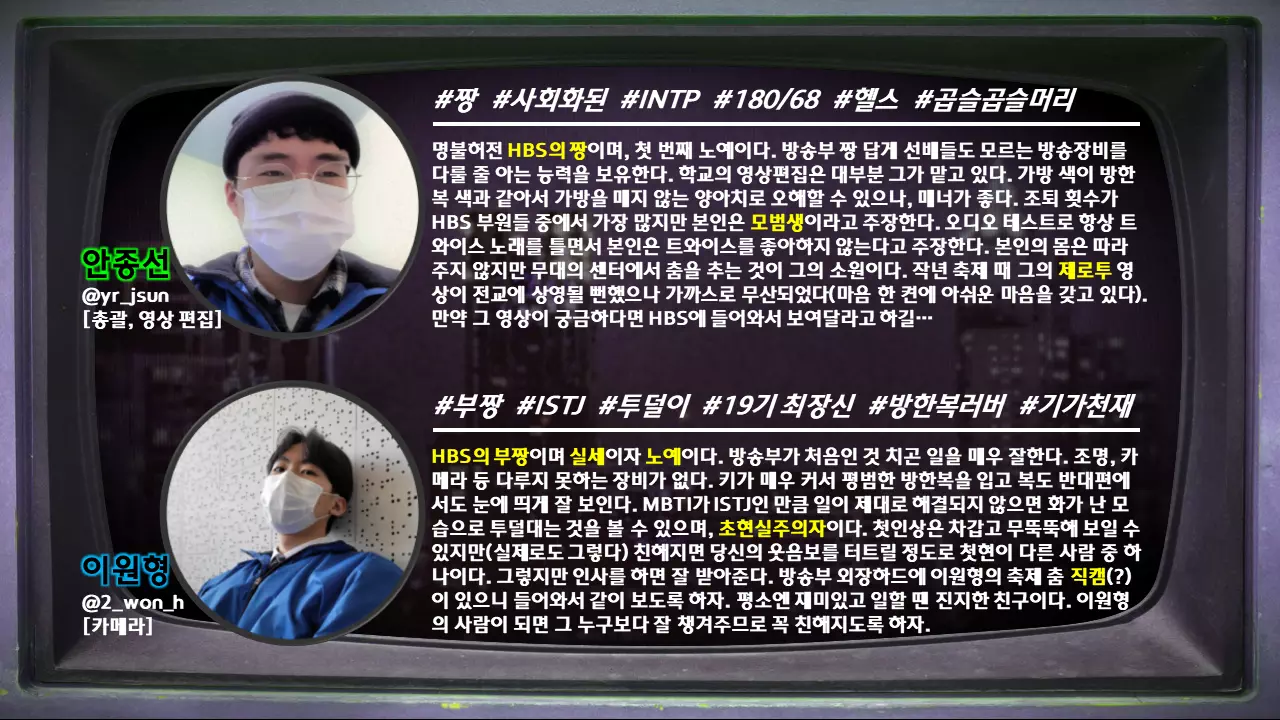 #짱 #사회화된 #INTP #180/68 #헬스 #곱슬곱슬머리
명불허전 HBS의 짱이며, 첫 번째 노예이다. 방송부 짱 답게 선배들도 모르는 방송장비를
다룰 줄 아는 능력을 보유한다. 학교의 영상편집은 대부분 그가 맡고 있다. 가방 색이 방한
복 색과 같아서 가방을 매지 않는 양아치로 오해할 수 있으나, 매너가 좋다. 조퇴 횟수가
HBS 부원들 중에서 가장 많지만 본인은 모범생이라고 주장한다. 오디오 테스트로 항상 트
와이스 노래를 틀면서 본인은 트와이스를 좋아하지 않는다고 주장한다. 본인의 몸은 따라
주지 않지만 무대의 센터에서 춤을 추는 것이 그의 소원이다. 작년 축제 때 그의 제로투 영
상이 전교에 상영될 뻔했으나 가까스로 무산되었다(마음 한 켠에 아쉬운 마음을 갖고 있다).
만약 그 영상이 궁금하다면 HBS에 들어와서 보여달라고 하길…
안종선
@yr_jsun
[총괄, 영상 편집]
#부짱 #ISTJ #투덜이 #19기 최장신 #방한복러버 #기가천재
HBS의 부짱이며 실세이자 노예이다. 방송부가 처음인 것 치곤 일을 매우 잘한다. 조명, 카
메라 등 다루지 못하는 장비가 없다. 키가 매우 커서 평범한 방한복을 입고 복도 반대편에
서도 눈에 띄게 잘 보인다. MBTI가 ISTJ인 만큼 일이 제대로 해결되지 않으면 화가 난 모
습으로 투덜대는 것을 볼 수 있으며, 초현실주의자이다. 첫인상은 차갑고 무뚝뚝해 보일 수
있지만(실제로도 그렇다) 친해지면 당신의 웃음보를 터트릴 정도로 첫현이 다른 사람 중 하
나이다. 그렇지만 인사를 하면 잘 받아준다. 방송부 외장하드에 이원형의 축제 춤 직캠(?)
이 있으니 들어와서 같이 보도록 하자. 평소엔 재미있고 일할 땐 진지한 친구이다. 이원형
의 사람이 되면 그 누구보다 잘 챙겨주므로 꼭 친해지도록 하자.
이원형
@2_won_h
[카메라]